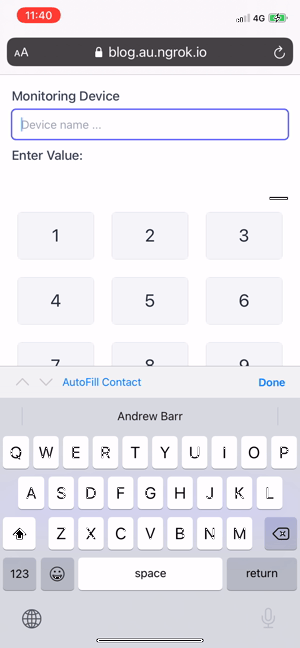 11:40
4G
AA blog.au.ngrok.io
Monitoring Device
Device name ...
Enter Value:
1 2 3
4 5 6
7 8 9
AutoFill Contact Done
Andrew Barr
Q W E R T Y U I O P
A S D F G H J K L
Z X C V B N M
123 space return